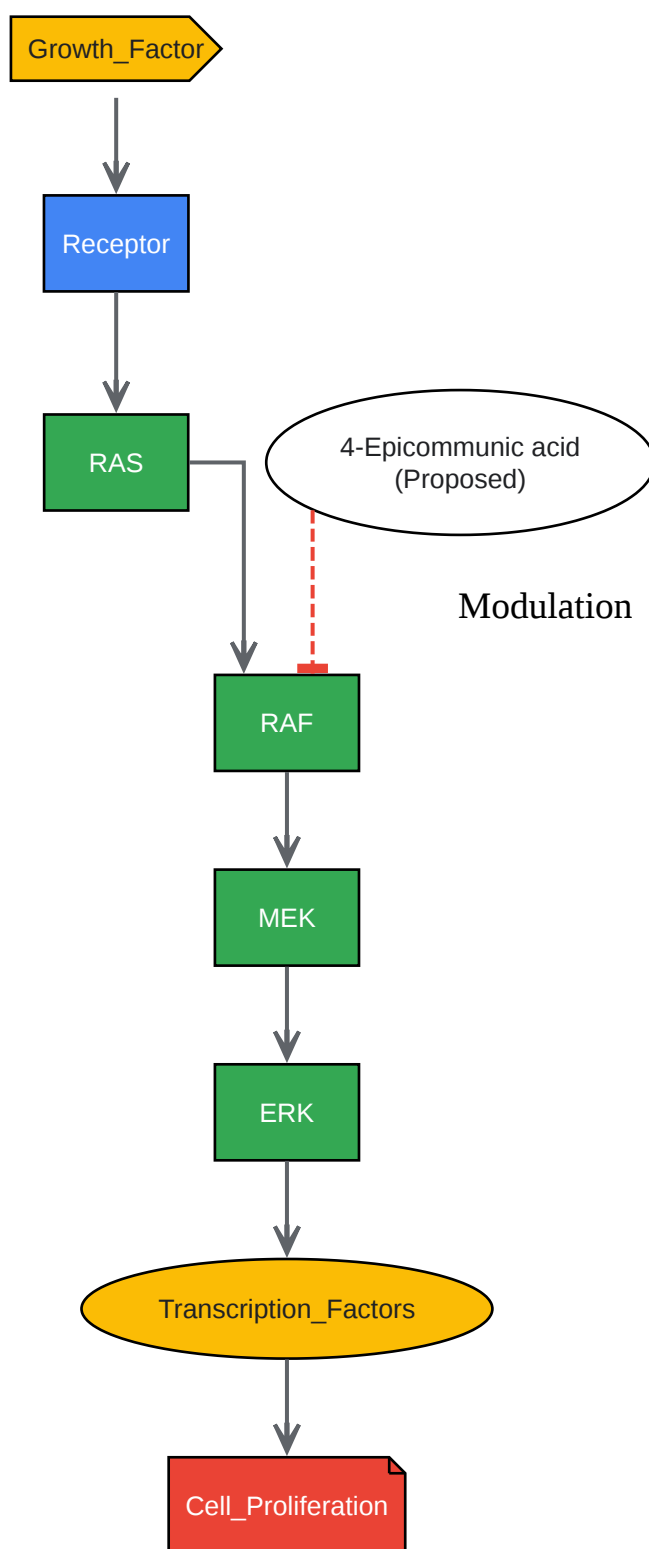 Growth_Factor
Receptor
RAS
4-Epicommunic acid
(Proposed)
Modulation
RAF
MEK
ERK
Transcription_Factors
Cell_Proliferation